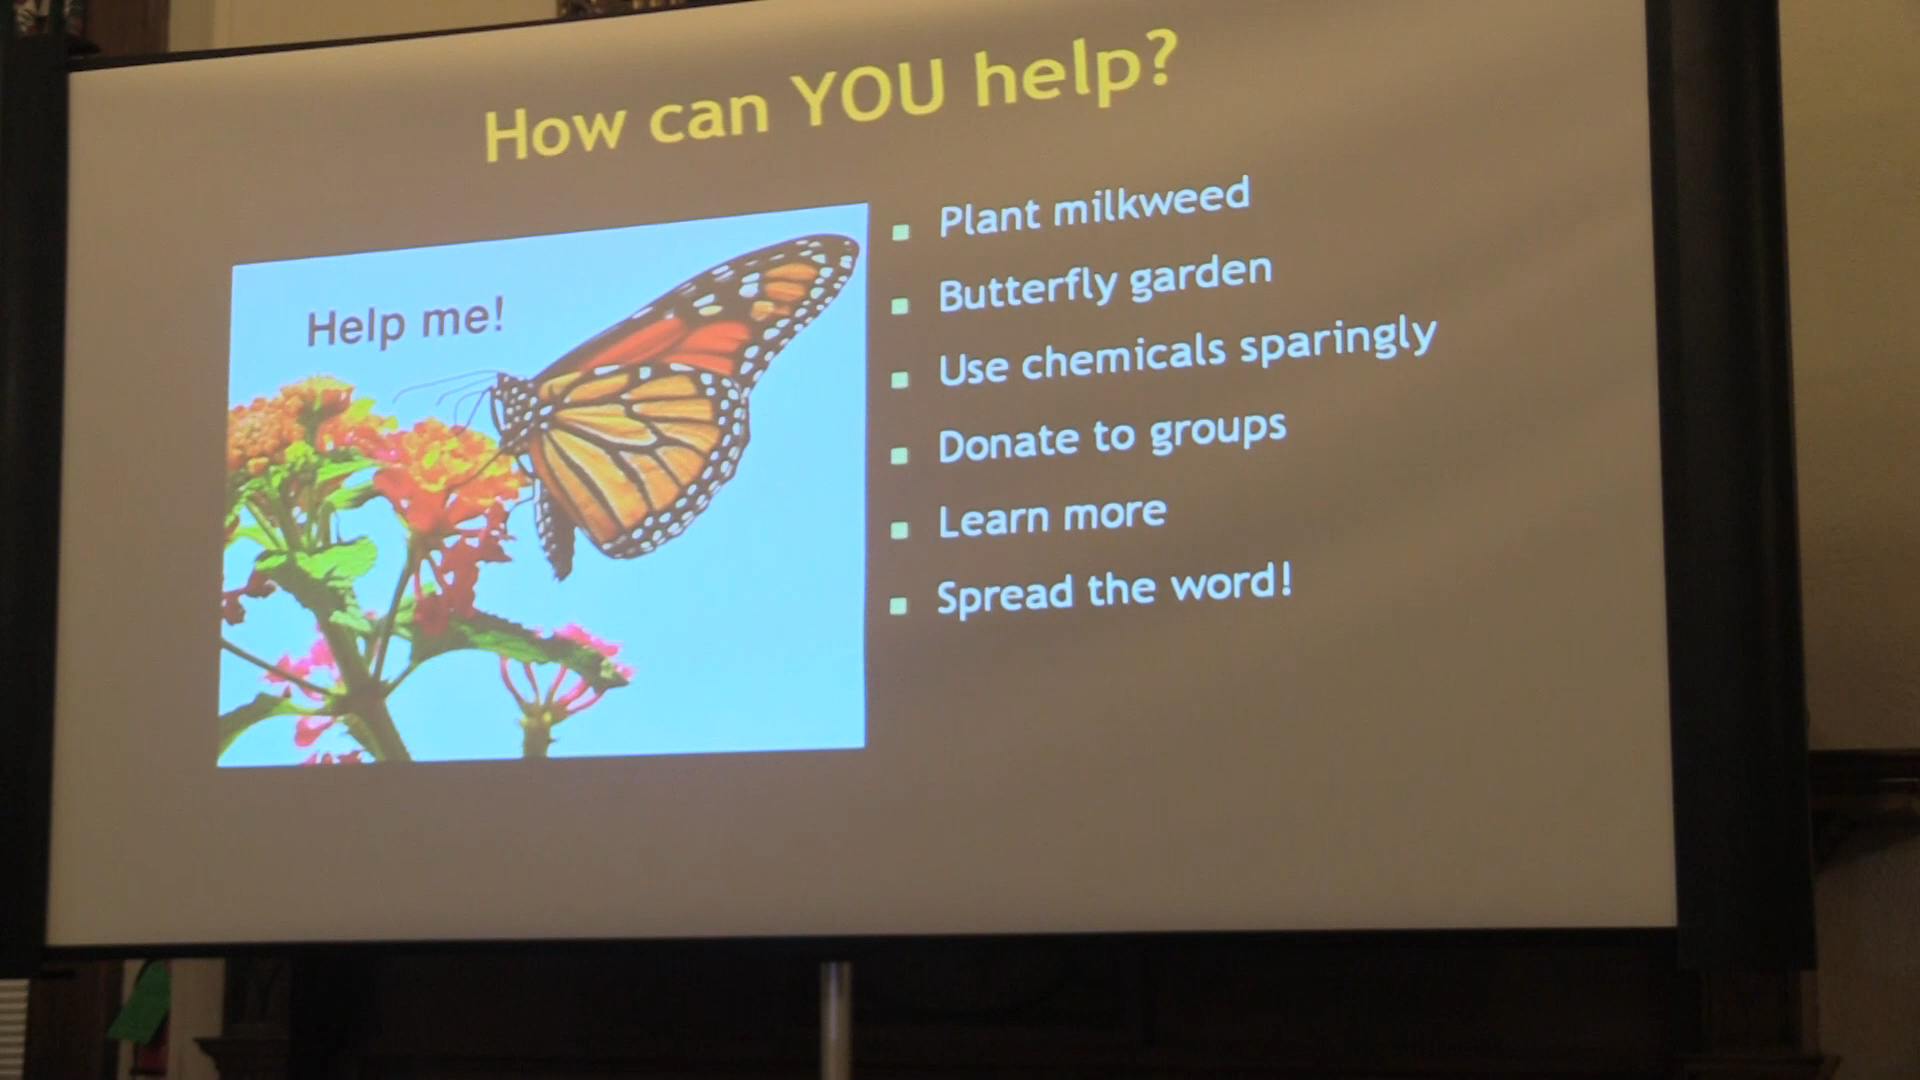 How can YOU help?
Help me!
Plant milkweed
Butterfly garden
Use chemicals sparingly
Donate to groups
Learn more
Spread the word!